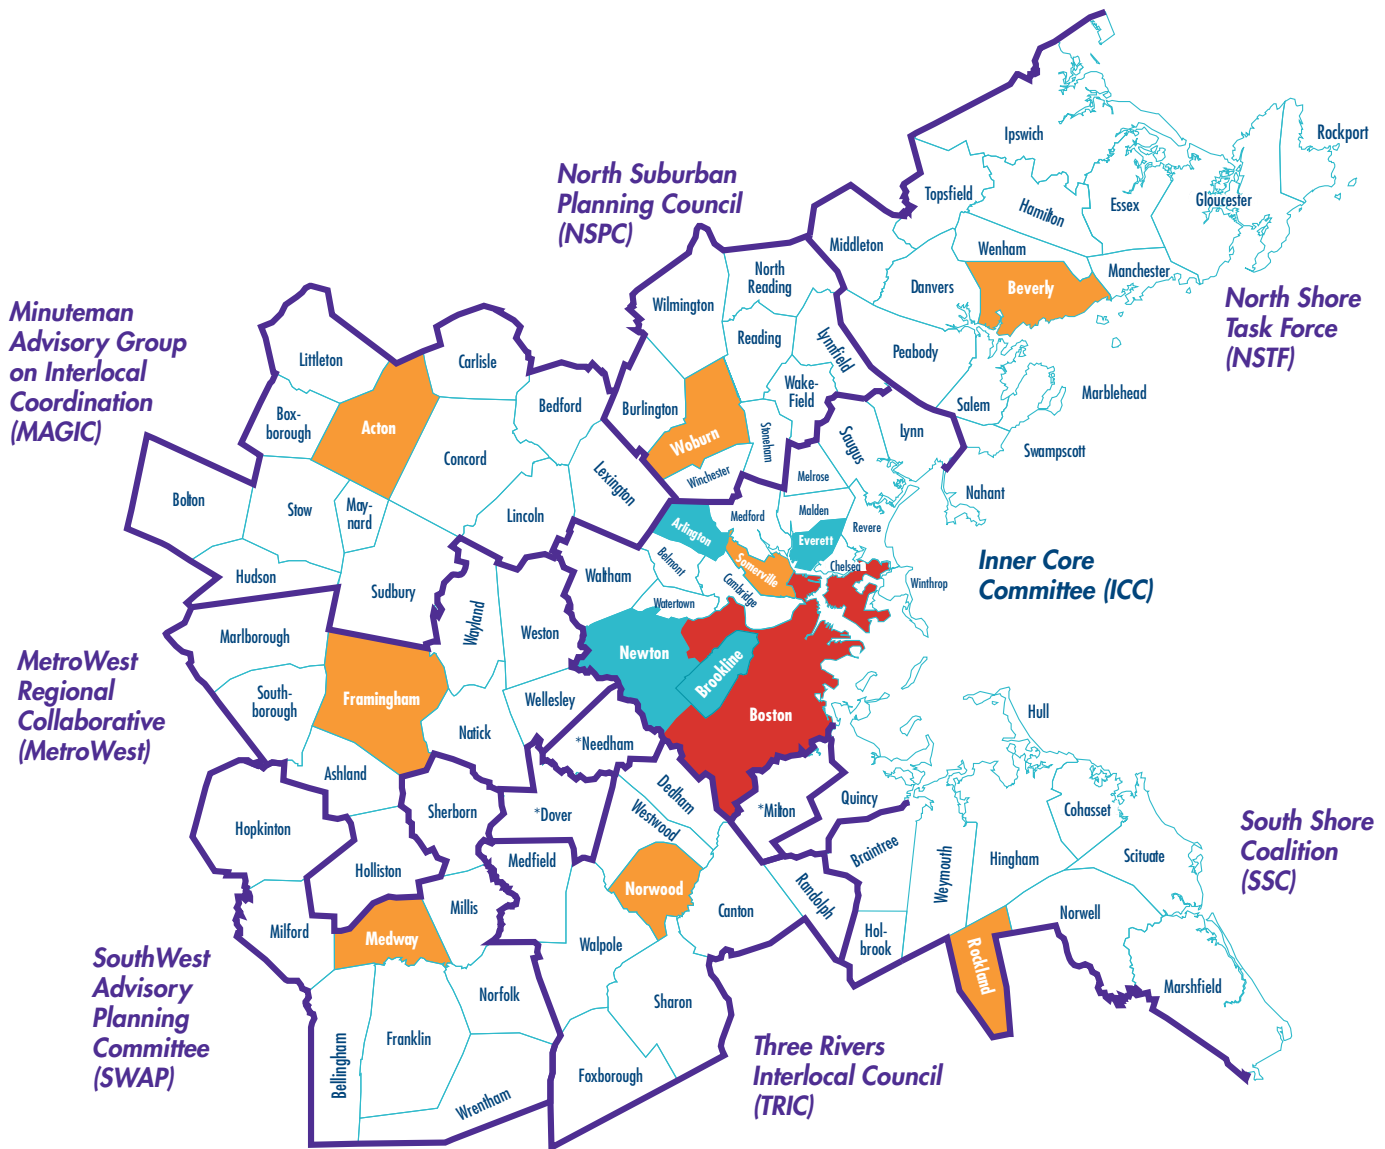 North Suburban
Planning Council
(NSPC)
Minuteman
Advisory Group
on Interlocal
Coordination
(MAGIC)
MetroWest
Regional
Collaborative
(MetroWest)
SouthWest
Advisory
Planning
Committee
(SWAP)
Three Rivers
Interlocal Council
(TRIC)
South Shore
Coalition
(SSC)
Inner Core
Committee (ICC)
North Shore
Task Force
(NSTF)
Ipswich
Rockport
Topsfield
Hamilton
Essex
Gloucester
Middleton
Wenham
Manchester
Danvers
Beverly
Peabody
Salem
Marblehead
Swampscott
Nahant
Lynn
Saugus
North
Reading
Wilmington
Reading
Lynnfield
Wake-
Field
Burlington
Woburn
Stoneham
Winchester
Littleton
Carlisle
Box-
borough
Acton
Bedford
Concord
Lexington
Lincoln
Bolton
Stow
May-
nard
Hudson
Sudbury
Melrose
Malden
Medford
Arlington
Everett
Revere
Chelsea
Winthrop
Somerville
Cambridge
Belmont
Waltham
Watertown
Newton
Brookline
Boston
*Needham
*Milton
Quincy
Marlborough
South-
borough
Framingham
Wayland
Weston
Wellesley
Natick
Ashland
Holliston
Hopkinton
Sherborn
Milford
Medway
Millis
Norfolk
Franklin
Bellingham
Wrentham
*Dover
Dedham
Westwood
Medfield
Norwood
Walpole
Canton
Randolph
Sharon
Foxborough
Hull
Cohasset
Scituate
Hingham
Weymouth
Braintree
Hol-
brook
Norwell
Rockland
Marshfield